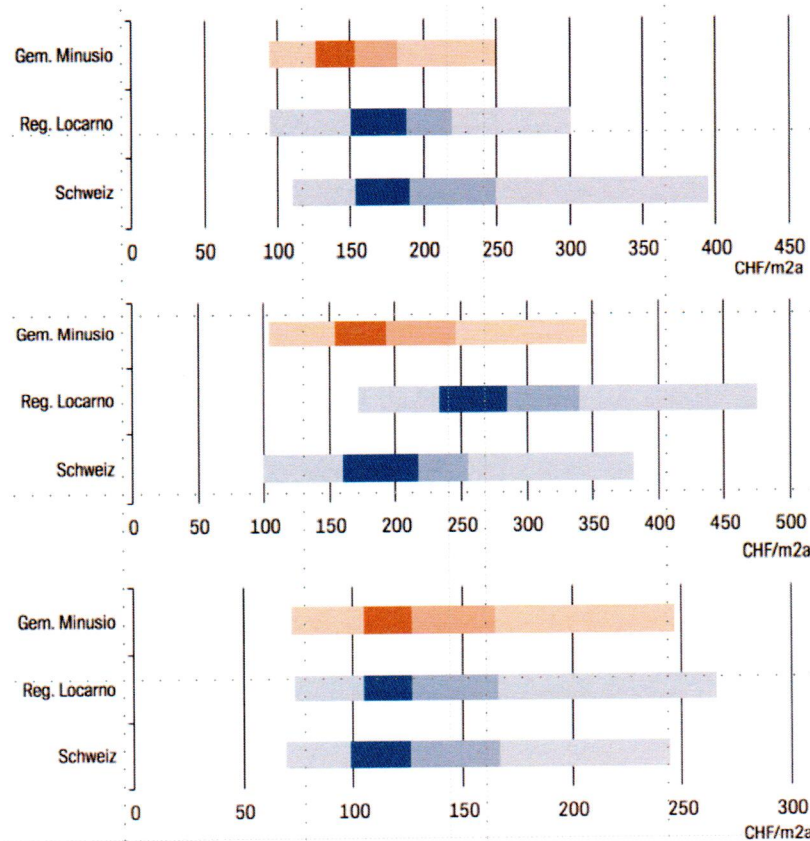 Gem. Minusio
Reg. Locarno
Schweiz
0 50 100 150 200 250 300 350 400 450
CHF/m2a
Gem. Minusio
Reg. Locarno
Schweiz
0 50 100 150 200 250 300 350 400 450 500
CHF/m2a
Gem. Minusio
Reg. Locarno
Schweiz
0 50 100 150 200 250 300
CHF/m2a